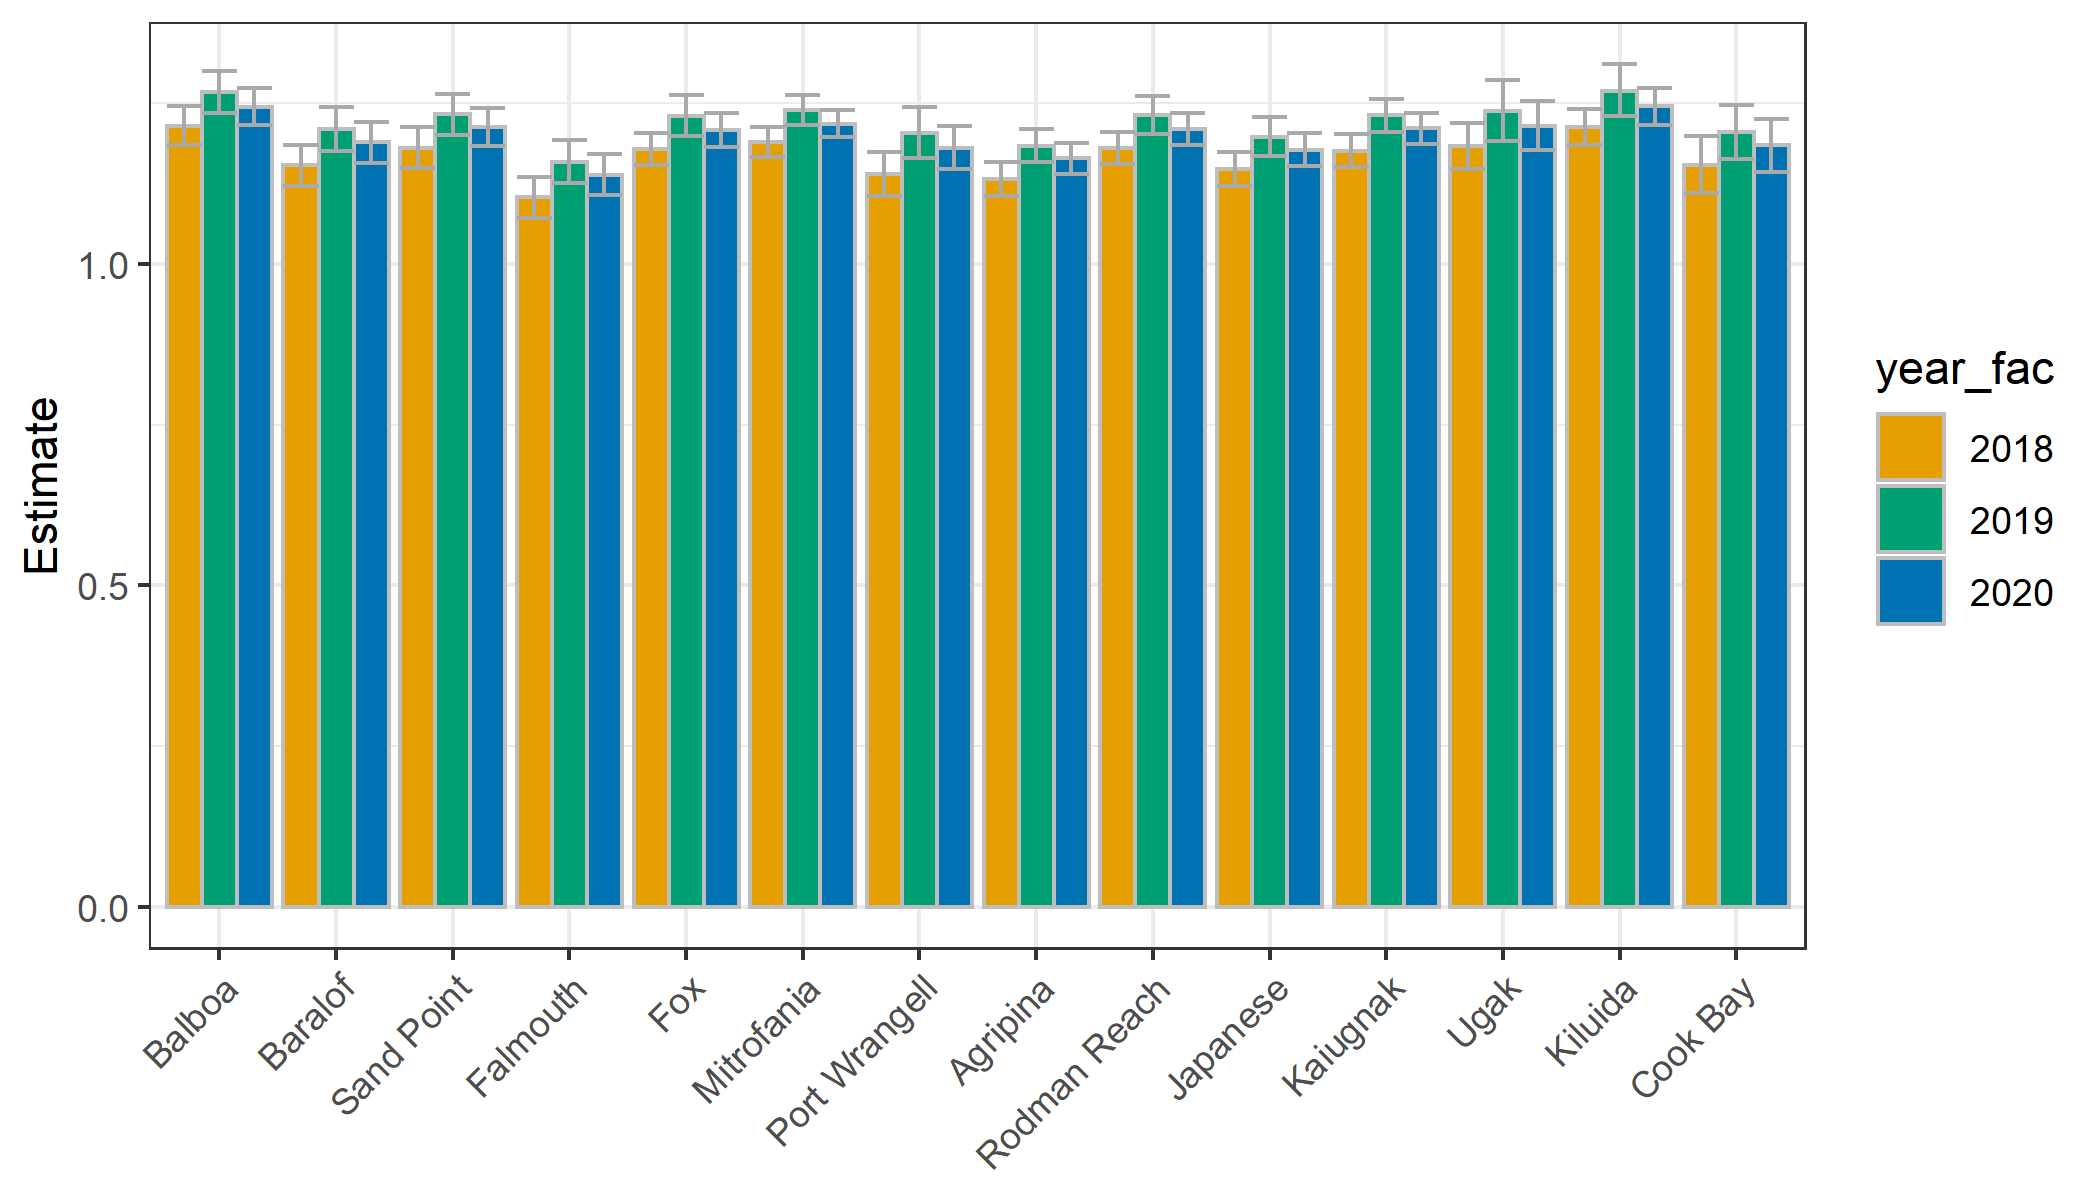 Estimate
1.0
0.5
0.0
Balboa
Baralof
Sand Point
Falmouth
Fox
Mitrofania
Port Wrangell
Agripina
Rodman Reach
Japanese
Kaiugnak
Ugak
Kiluida
Cook Bay
year_fac
2018
2019
2020